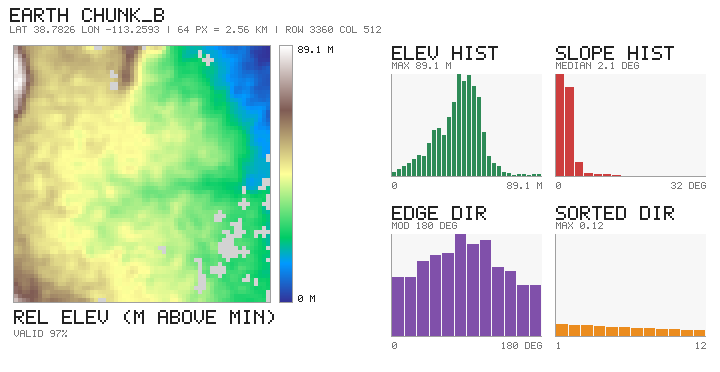 EARTH CHUNK_B
LAT 38.7826 LON -113.2593 | 64 PX = 2.56 KM | ROW 3360 COL 512
89.1 M
0 M
REL ELEV (M ABOVE MIN)
VALID 97%
ELEV HIST
MAX 89.1 M
0 89.1 M
SLOPE HIST
MEDIAN 2.1 DEG
0 32 DEG
EDGE DIR
MOD 180 DEG
0 180 DEG
SORTED DIR
MAX 0.12
1 12